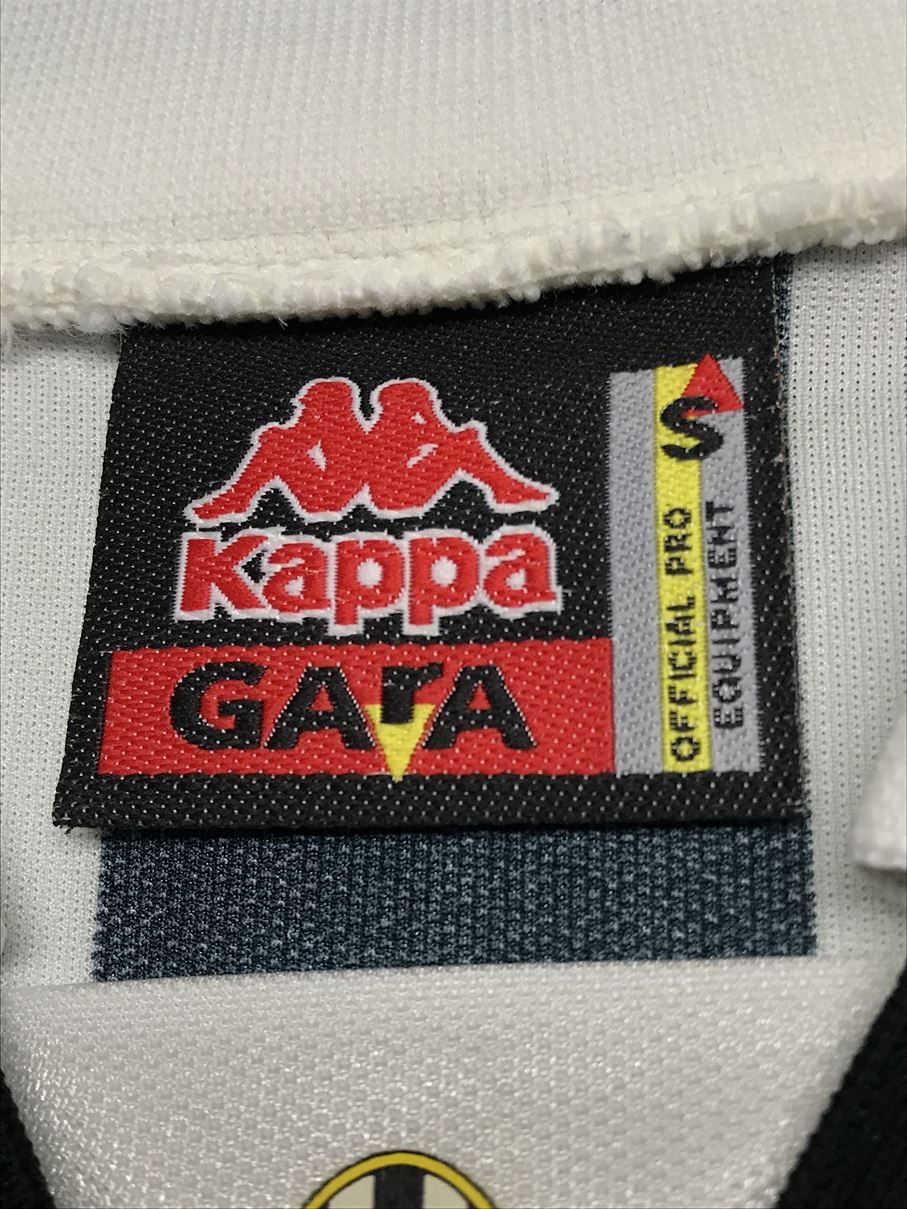 Kappa
GArA
S
OFFICIAL PRO
EQUIPMENT